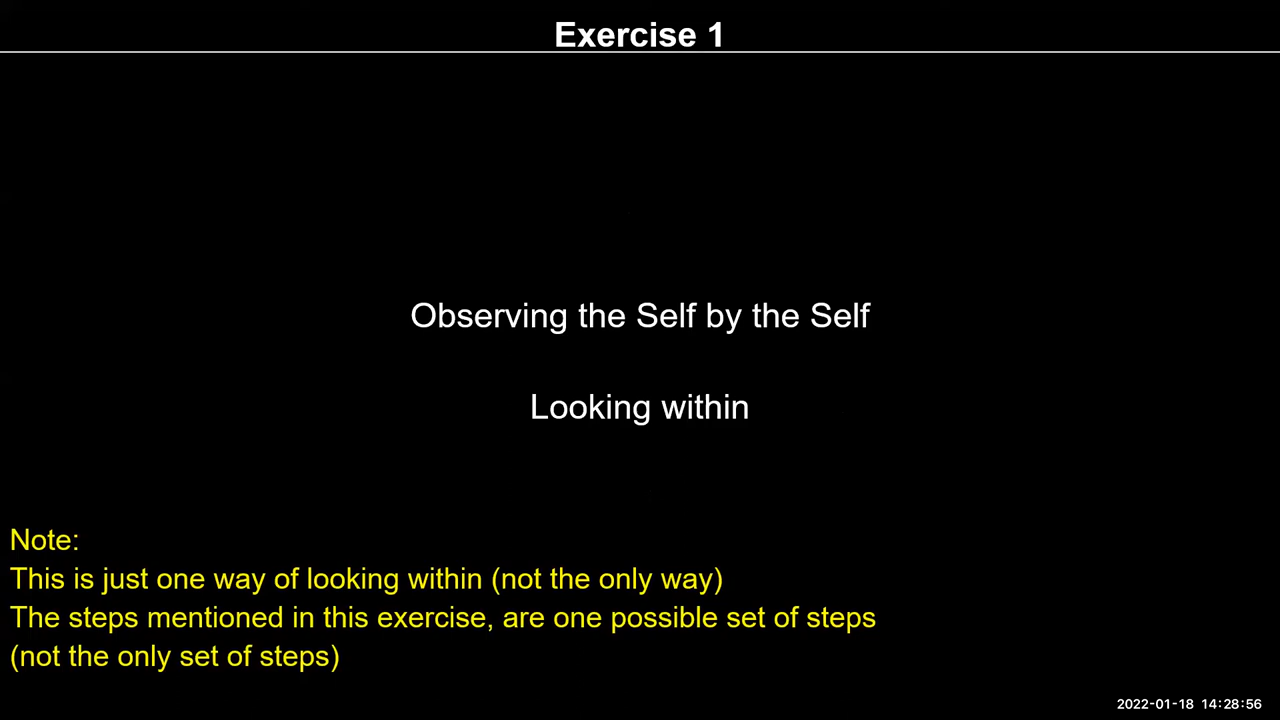 Exercise 1
Observing the Self by the Self
Looking within
Note:
This is just one way of looking within (not the only way)
The steps mentioned in this exercise, are one possible set of steps
(not the only set of steps)
2022-01-18 14:28:56